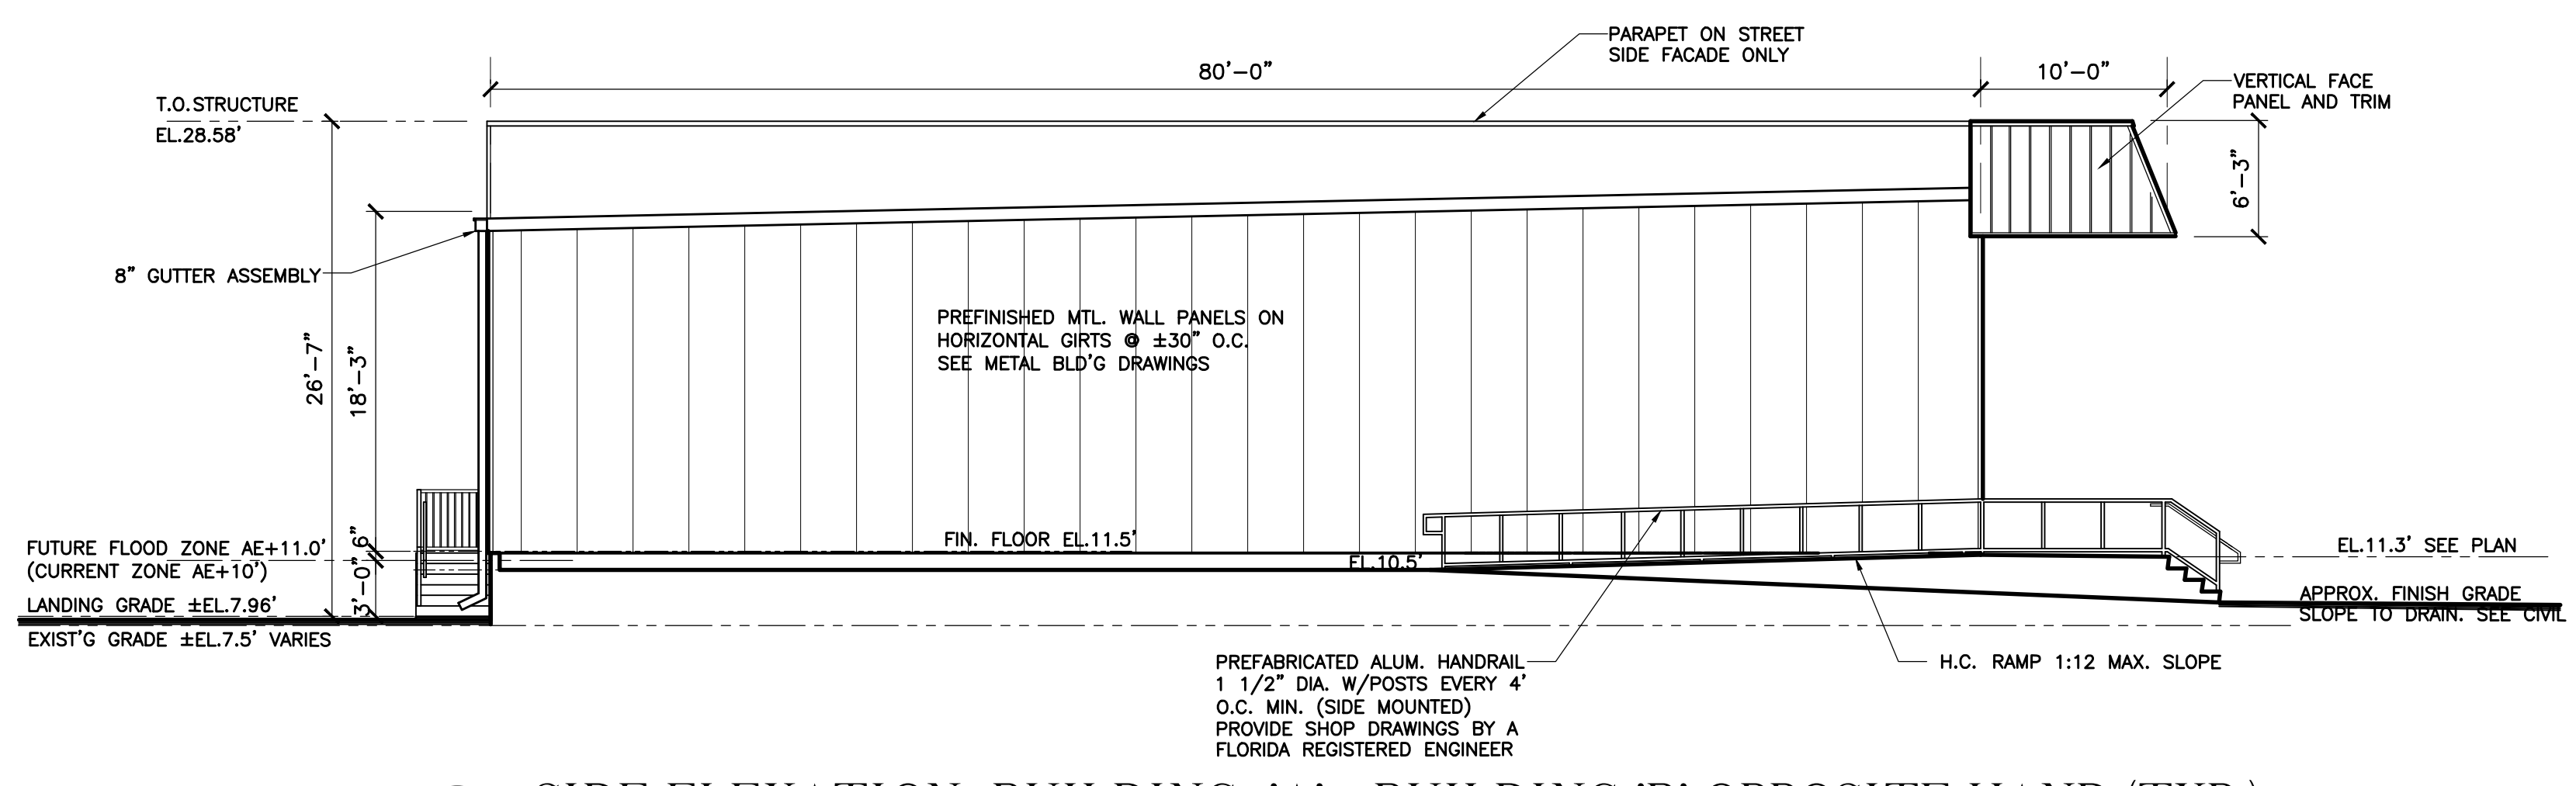 PARAPET ON STREET
SIDE FACADE ONLY
80'-0"
10'-0"
VERTICAL FACE
PANEL AND TRIM
T.O.STRUCTURE
EL.28.58'
6'-3"
8" GUTTER ASSEMBLY
PREFINISHED MTL. WALL PANELS ON
HORIZONTAL GIRTS @ ±30" O.C.
SEE METAL BLD'G DRAWINGS
26'-7"
18'-3"
6"
3'-0"
FIN. FLOOR EL.11.5'
EL.10.5'
FUTURE FLOOD ZONE AE+11.0'
(CURRENT ZONE AE+10')
LANDING GRADE ±EL.7.96'
EXIST'G GRADE ±EL.7.5' VARIES
EL.11.3' SEE PLAN
APPROX. FINISH GRADE
SLOPE TO DRAIN. SEE CIVIL
PREFABRICATED ALUM. HANDRAIL
1 1/2" DIA. W/POSTS EVERY 4'
O.C. MIN. (SIDE MOUNTED)
PROVIDE SHOP DRAWINGS BY A
FLORIDA REGISTERED ENGINEER
H.C. RAMP 1:12 MAX. SLOPE